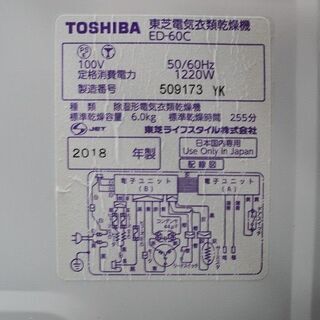 TOSHIBA 東芝電気衣類乾燥機
ED-60C
PS E
100V 50/60Hz
定格消費電力 1220W
製造番号 509173 YK
種類 除湿形電気衣類乾燥機
標準乾燥容量 6.0kg 標準乾燥時間 255分
JET 東芝ライフスタイル株式会社
2018 年製
日本国内専用
Use Only in Japan
配線図
電子ユニット (B)
電子ユニット (A)